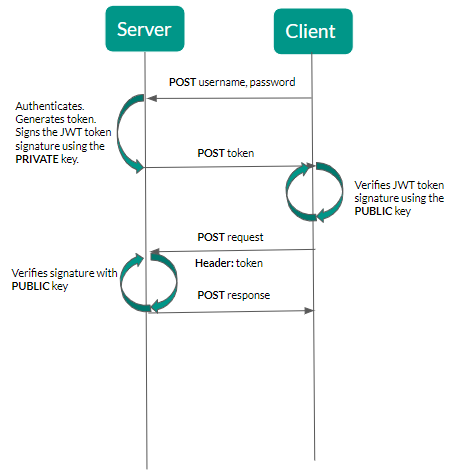 Server
Client
POST username, password
Authenticates.
Generates token.
Signs the JWT token
signature using the
PRIVATE key.
POST token
Verifies JWT token
signature using the
PUBLIC key
POST request
Header: token
Verifies signature with
PUBLIC key
POST response